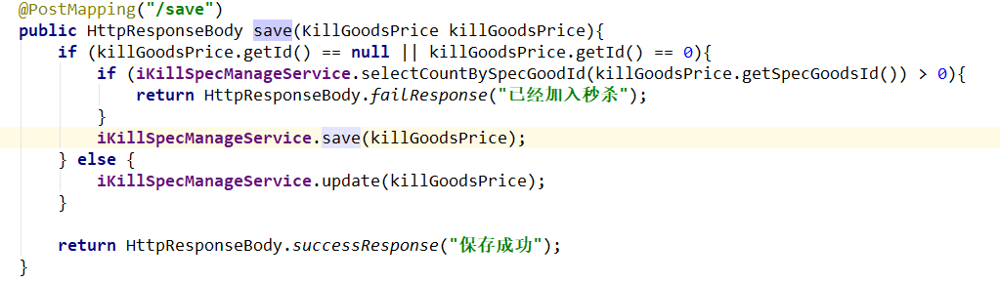 @PostMapping("/save")
public HttpResponseBody save(KillGoodsPrice killGoodsPrice){
if (killGoodsPrice.getId() == null || killGoodsPrice.getId() == 0){
if (iKillSpecManageService.selectCountBySpecGoodId(killGoodsPrice.getSpecGoodsId()) > 0){
return HttpResponseBody.failResponse("已经加入秒杀");
}
iKillSpecManageService.save(killGoodsPrice);
} else {
iKillSpecManageService.update(killGoodsPrice);
}
return HttpResponseBody.successResponse("保存成功");
}